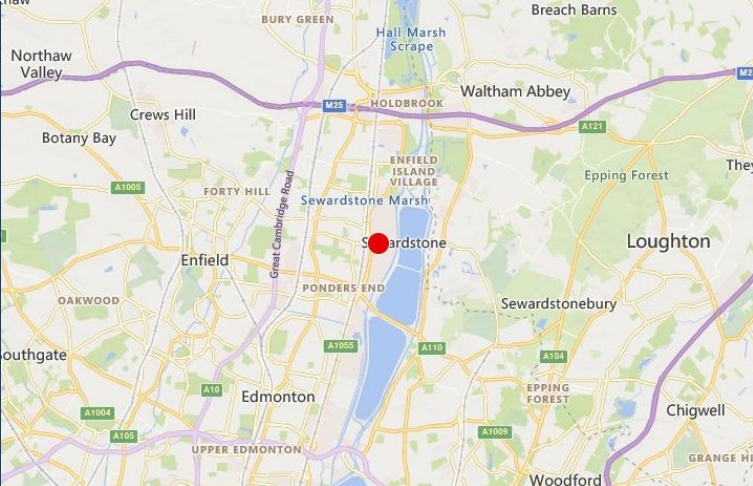 BURY GREEN
Breach Barns
Hall Marsh
Scrape
Northaw
Valley
M25
HOLDBROOK
Waltham Abbey
Crews Hill
A121
Botany Bay
ENFIELD
ISLAND
VILLAGE
Epping Forest
A1005
FORTY HILL
Sewardstone Marsh
Great Cambridge Road
Sewardstone
Loughton
Enfield
PONDERS END
OAKWOOD
Sewardstonebury
A1055
A110
A104
Southgate
A10
Edmonton
EPPING
FOREST
A1004
Chigwell
A105
A1009
UPPER EDMONTON
Woodford